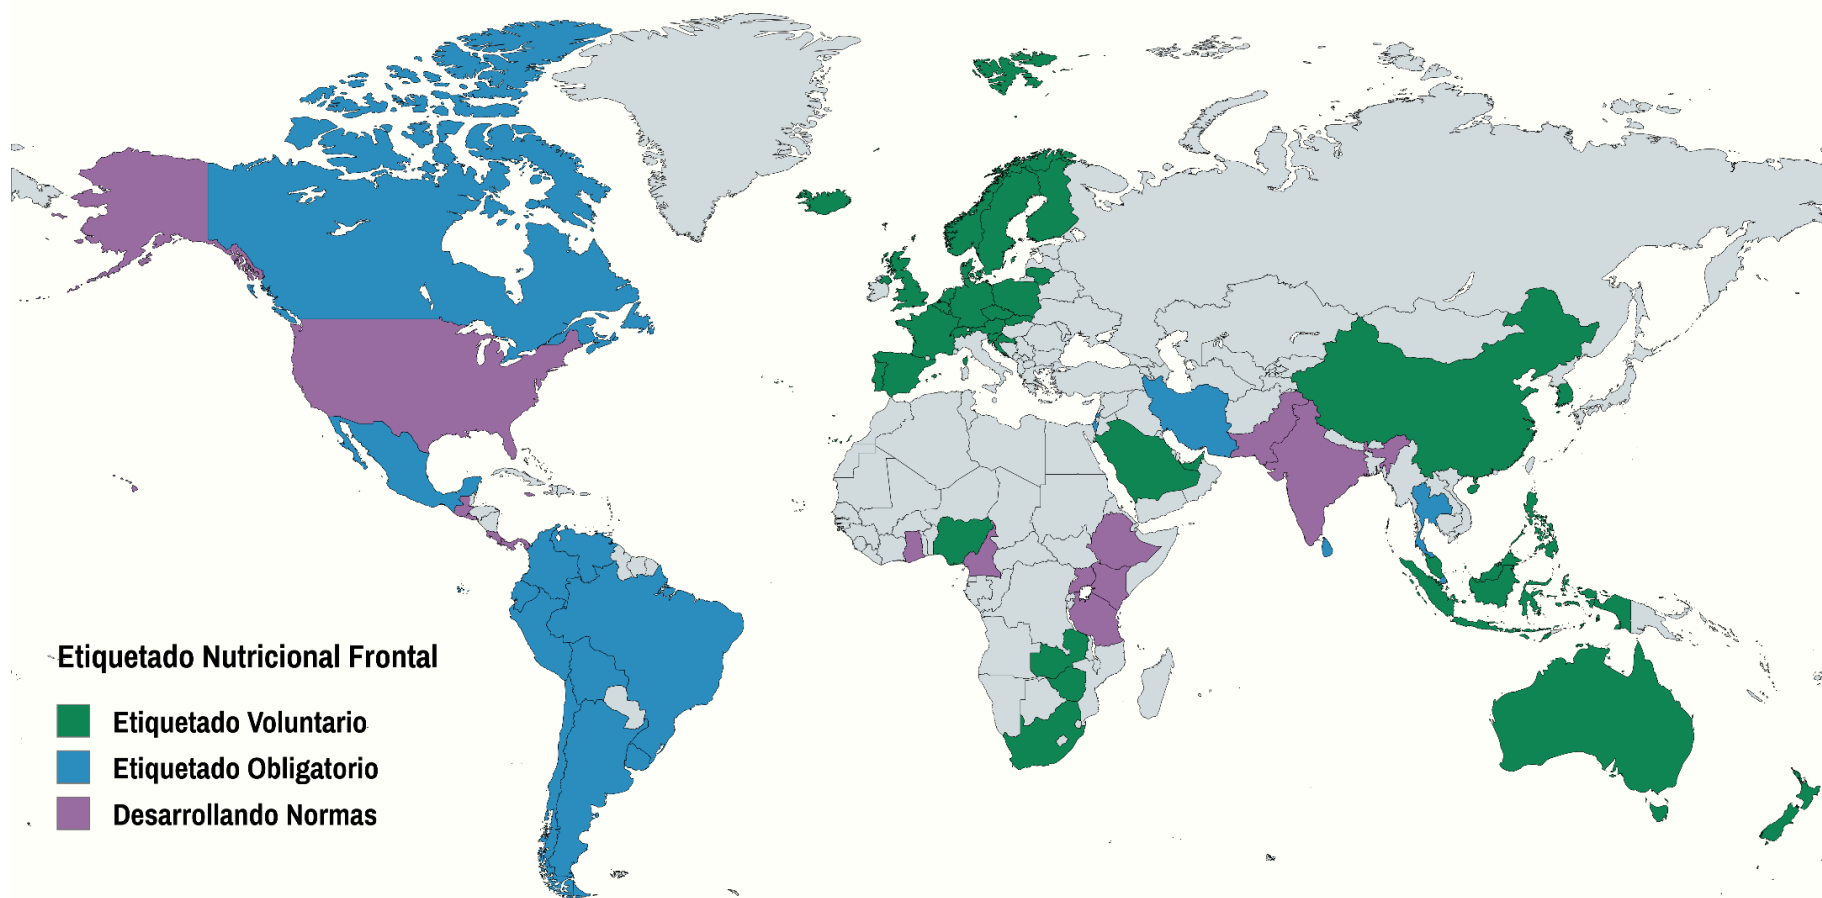 Etiquetado Nutricional Frontal
Etiquetado Voluntario
Etiquetado Obligatorio
Desarrollando Normas